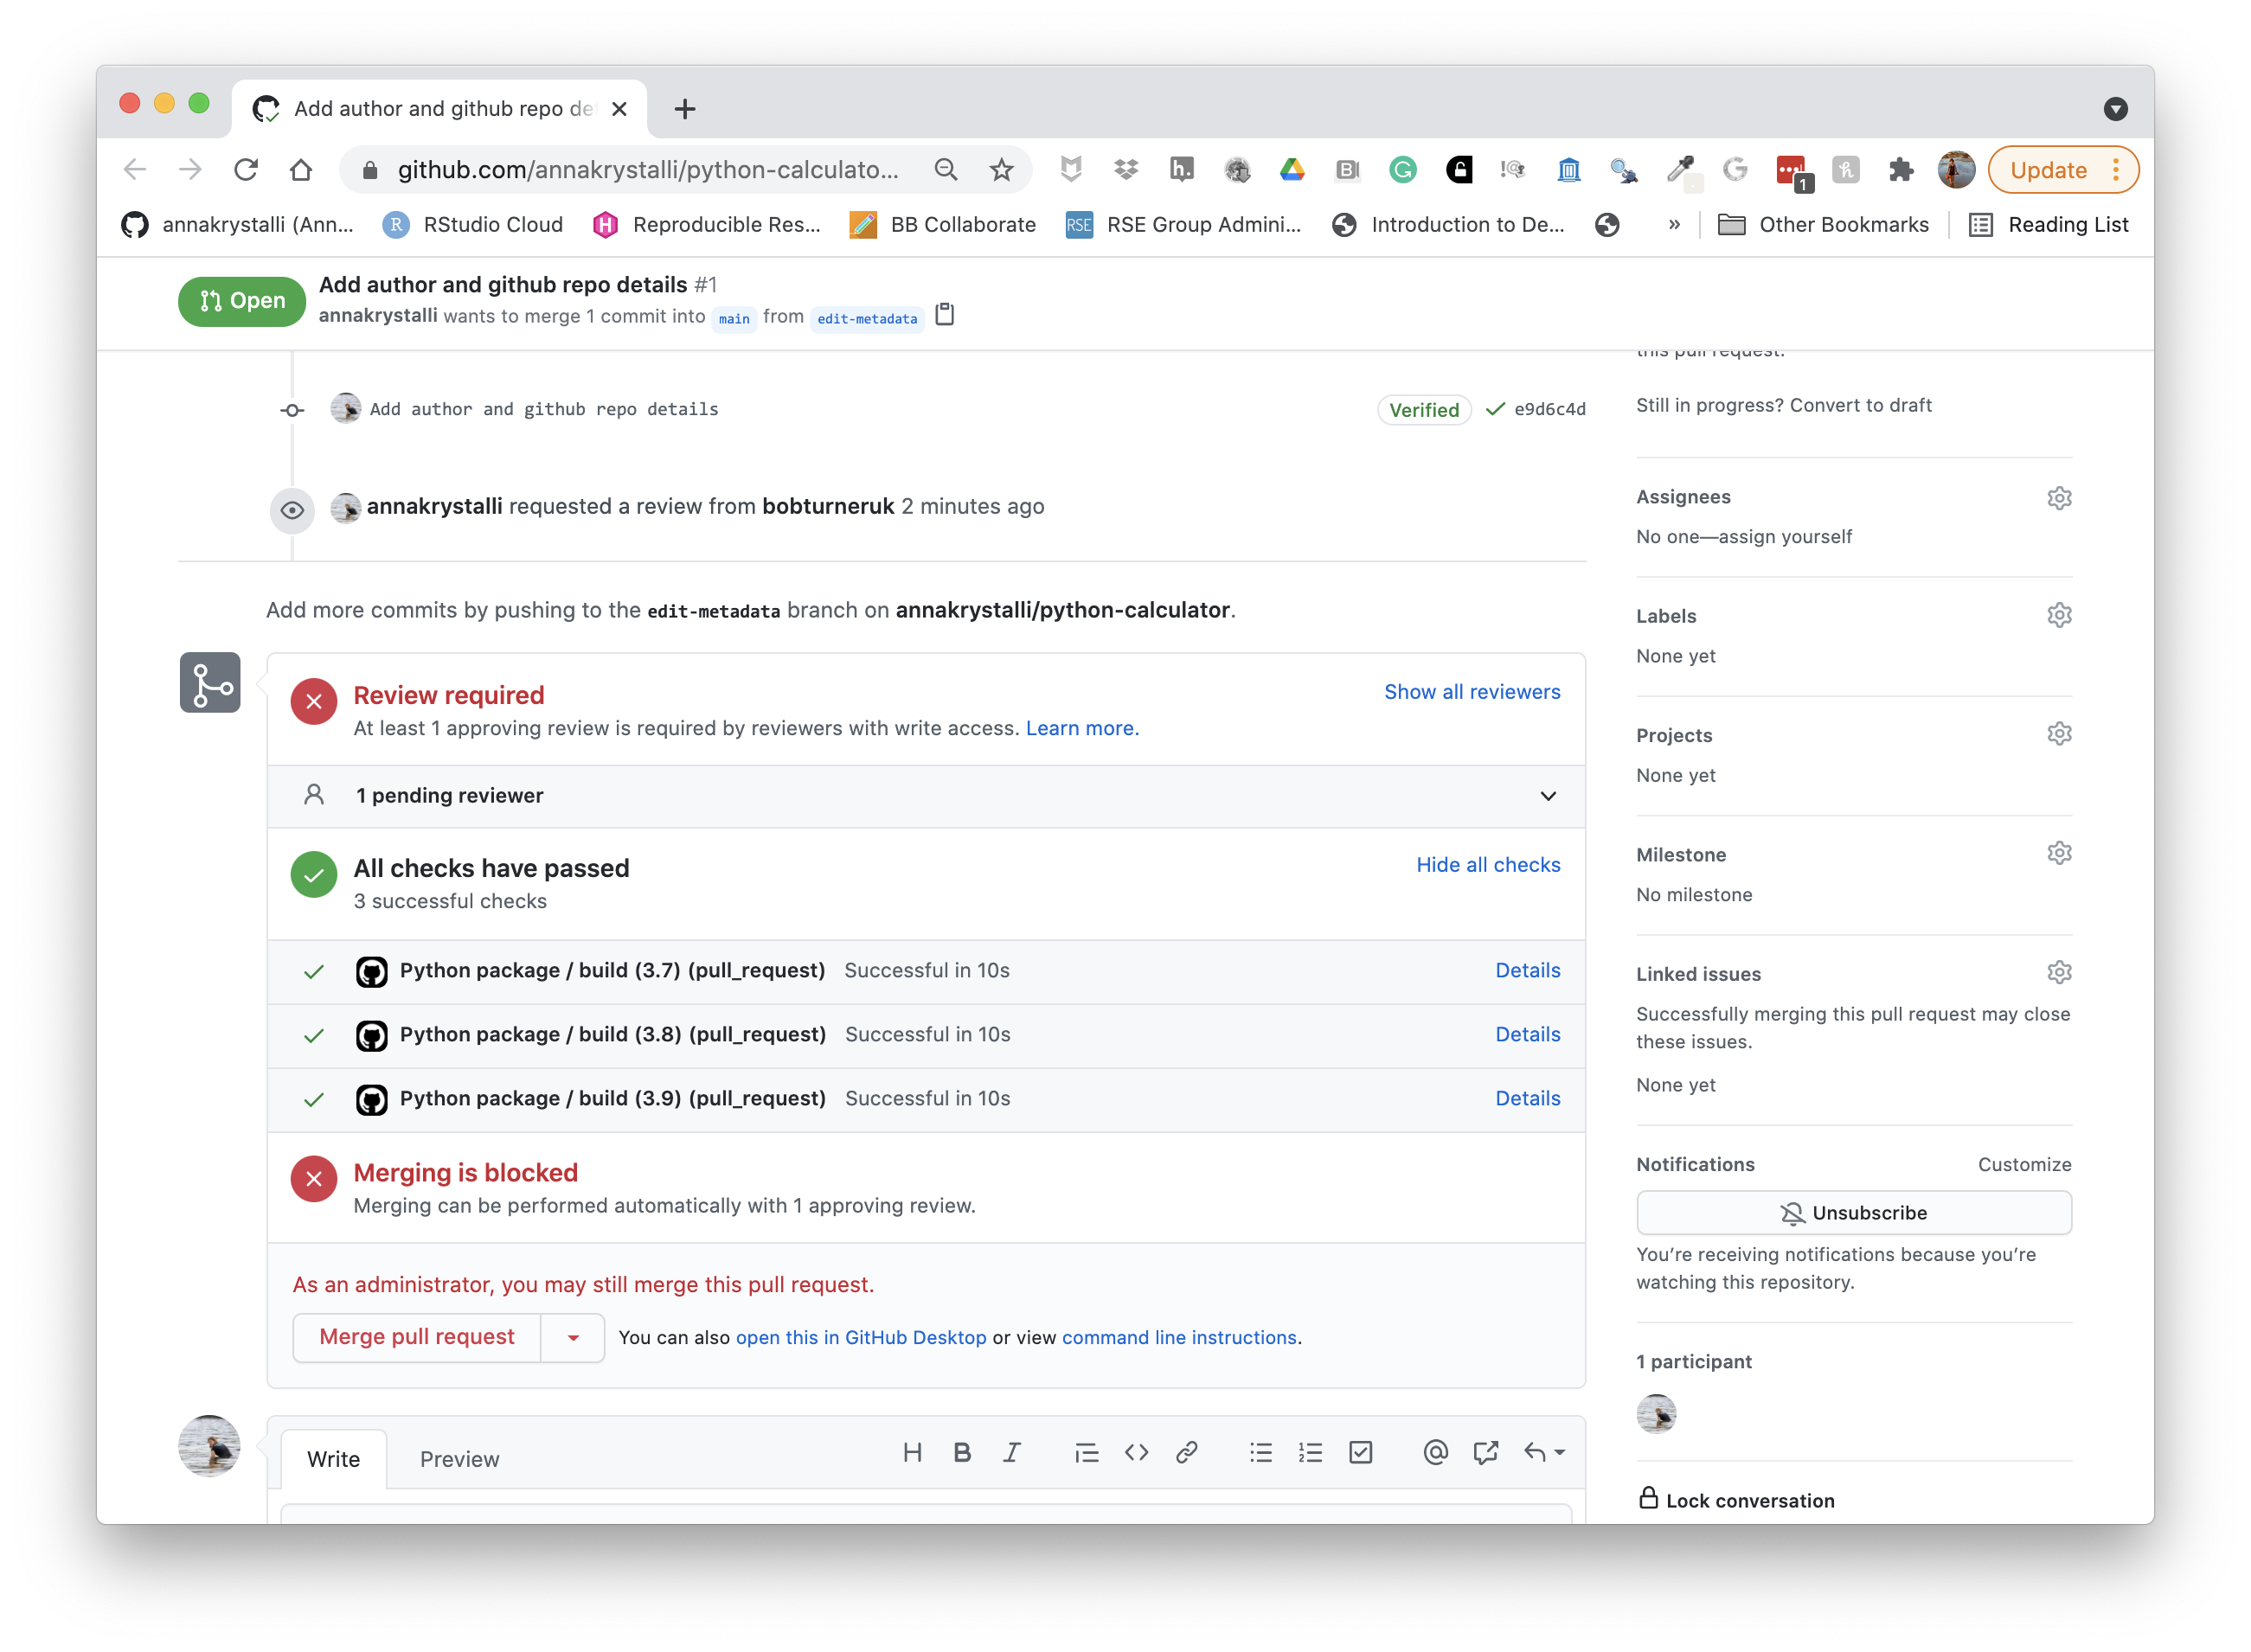 Add author and github repo de
github.com/annakrystalli/python-calculato...
1
Update
annakrystalli (Ann...
R
RStudio Cloud
H
Reproducible Res...
BB Collaborate
RSE
RSE Group Admini...
Introduction to De...
»
Other Bookmarks
Reading List
Open
Add author and github repo details #1
annakrystalli wants to merge 1 commit into main from edit-metadata
this pull request.
Add author and github repo details
Verified
e9d6c4d
Still in progress? Convert to draft
annakrystalli requested a review from bobturneruk 2 minutes ago
Assignees
No one—assign yourself
Add more commits by pushing to the edit-metadata branch on annakrystalli/python-calculator.
Labels
None yet
Review required
Show all reviewers
At least 1 approving review is required by reviewers with write access. Learn more.
Projects
None yet
1 pending reviewer
All checks have passed
Hide all checks
3 successful checks
Milestone
No milestone
Python package / build (3.7) (pull_request) Successful in 10s
Details
Python package / build (3.8) (pull_request) Successful in 10s
Details
Python package / build (3.9) (pull_request) Successful in 10s
Details
Linked issues
Successfully merging this pull request may close
these issues.
None yet
Merging is blocked
Merging can be performed automatically with 1 approving review.
Notifications
Customize
Unsubscribe
You're receiving notifications because you're
watching this repository.
As an administrator, you may still merge this pull request.
Merge pull request
You can also open this in GitHub Desktop or view command line instructions.
1 participant
Write
Preview
H B I
Lock conversation